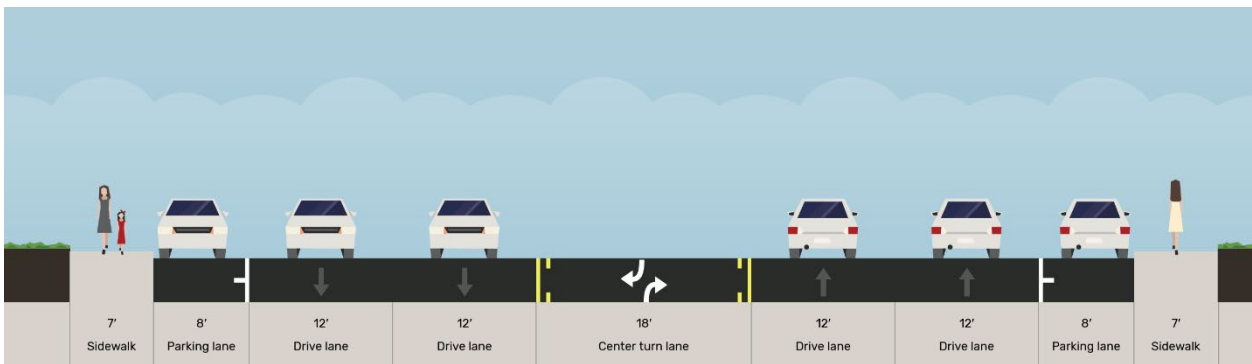 7’
Sidewalk
8’
Parking lane
12’
Drive lane
12’
Drive lane
18’
Center turn lane
12’
Drive lane
12’
Drive lane
8’
Parking lane
7’
Sidewalk